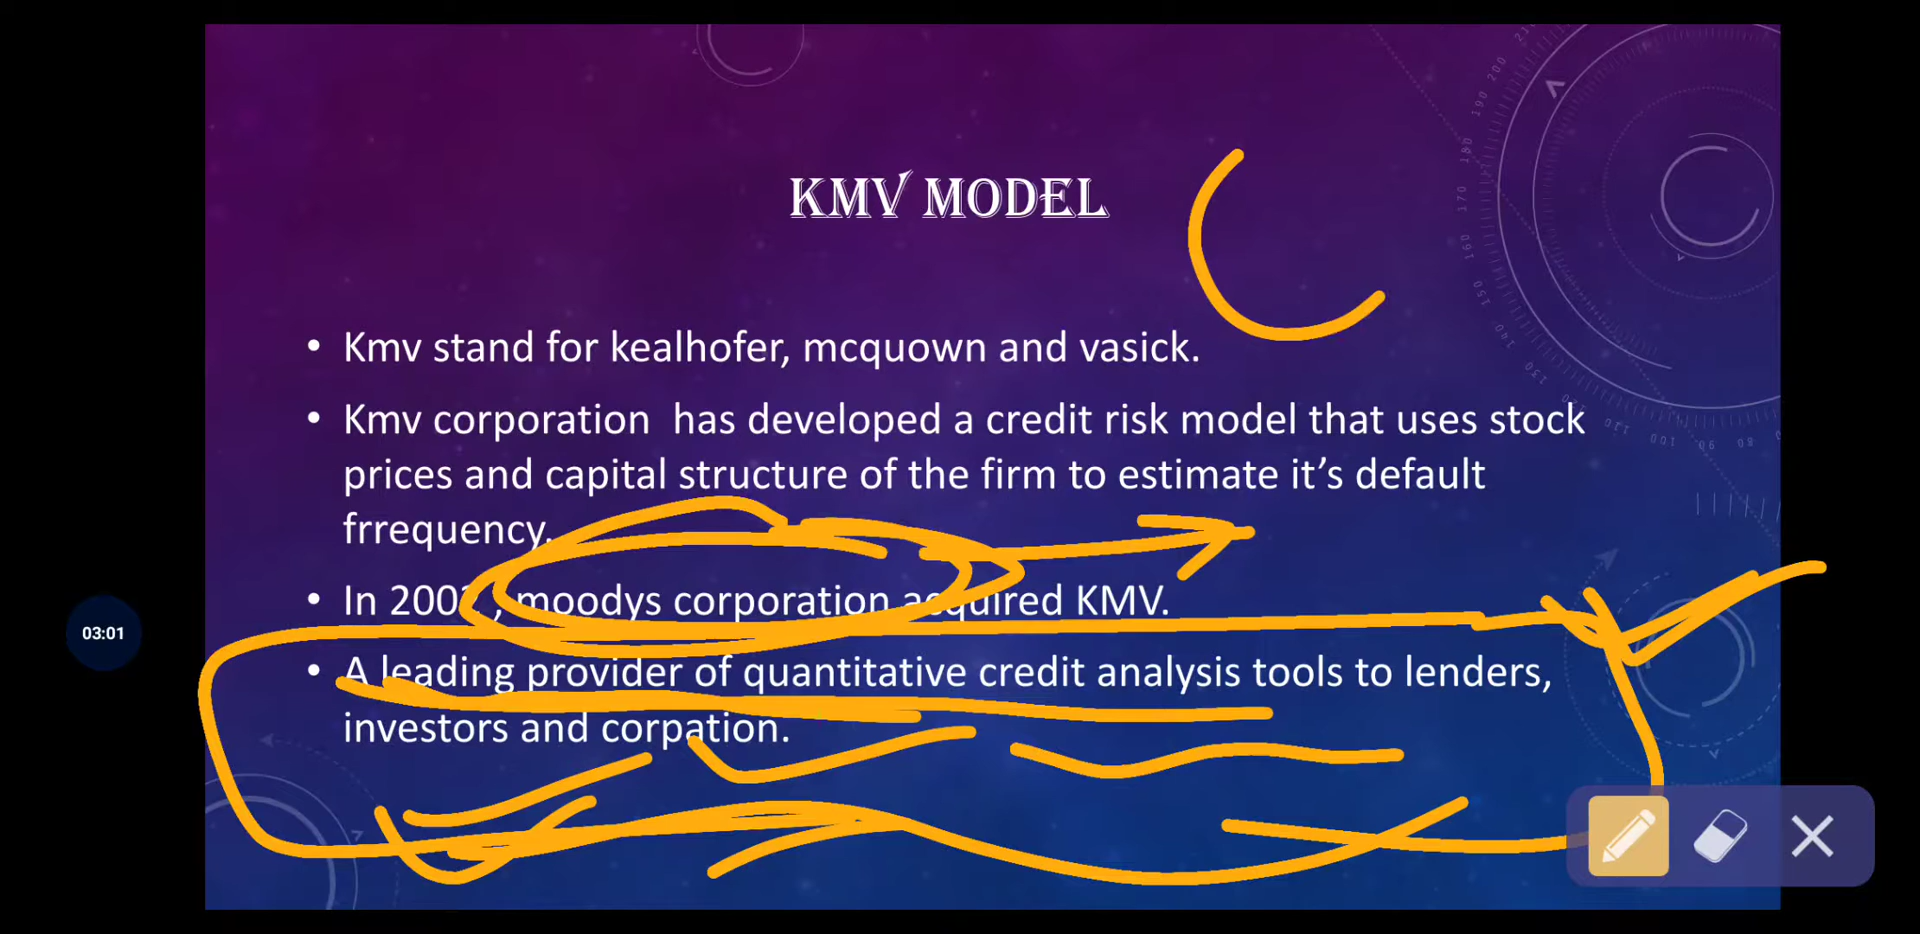 KMV MODEL
• Kmv stand for kealhofer, mcquown and vasick.
• Kmv corporation has developed a credit risk model that uses stock
prices and capital structure of the firm to estimate it’s default
frrequency.
• In , moodys corporation acquired KMV.
• A leading provider of quantitative credit analysis tools to lenders,
investors and corpation.
03:01